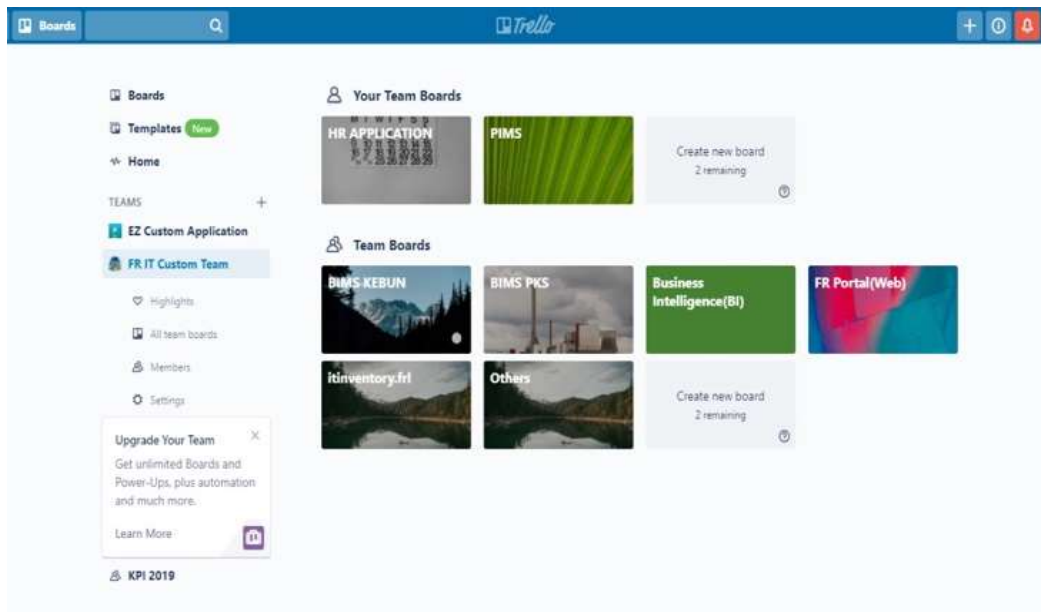 Boards
Trello
Boards
Templates New
Home
TEAMS
EZ Custom Application
FR IT Custom Team
Highlights
All team boards
Members
Settings
Upgrade Your Team
Get unlimited Boards and
Power-Ups, plus automation
and much more.
Learn More
KPI 2019
Your Team Boards
HR APPLICATION
PIMS
Create new board
2 remaining
Team Boards
BIMS KEBUN
BIMS PKS
Business
Intelligence(BI)
FR Portal(Web)
itinventory.frl
Others
Create new board
2 remaining